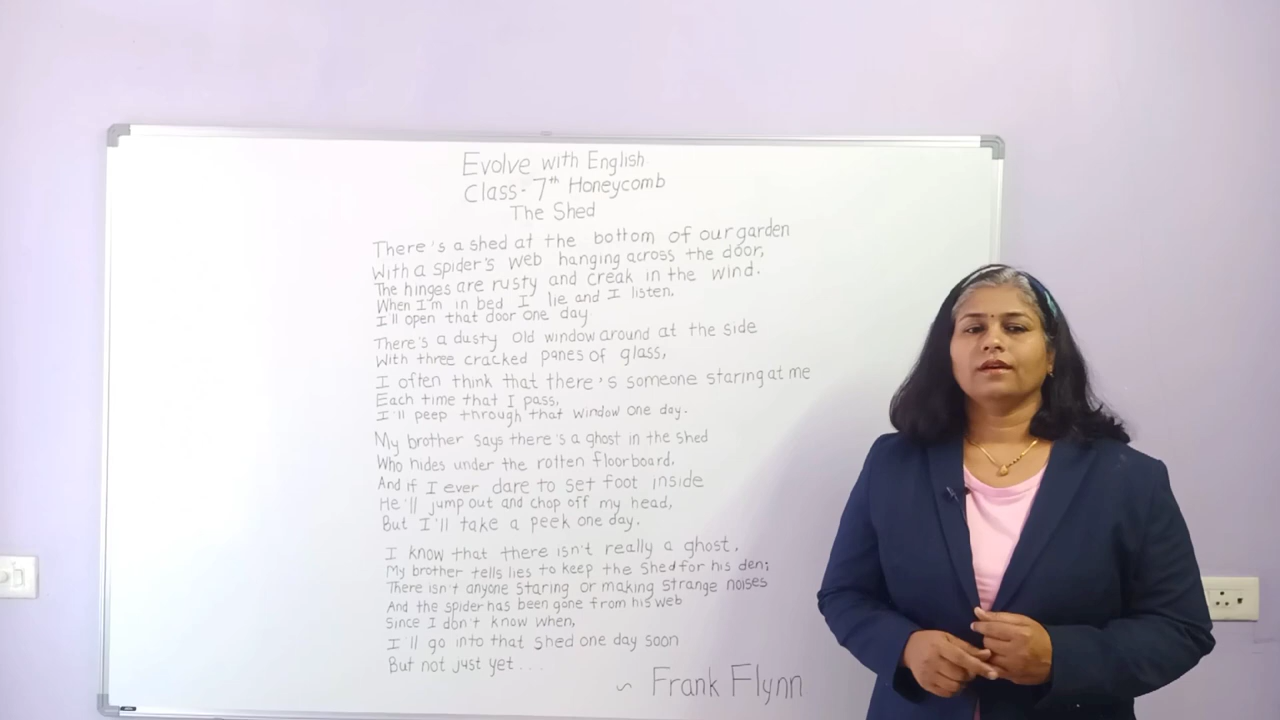 Evolve with English
Class- 7th Honeycomb
The Shed
There's a shed at the bottom of our garden
With a spider's web hanging across the door,
The hinges are rusty and creak in the wind.
When I'm in bed I lie and I listen,
I'll open that door one day
There's a dusty old window around at the side
With three cracked panes of glass,
I often think that there's someone staring at me
Each time that I pass,
I'll peep through that window one day.
My brother says there's a ghost in the shed
Who hides under the rotten floorboard,
And if I ever dare to set foot inside
He'll jump out and chop off my head,
But I'll take a peek one day.
I know that there isn't really a ghost,
My brother tells lies to keep the shed for his den;
There isn't anyone staring or making strange noises
And the spider has been gone from his web
Since I don't know when,
I'll go into that shed one day soon
But not just yet....
~ Frank Flynn